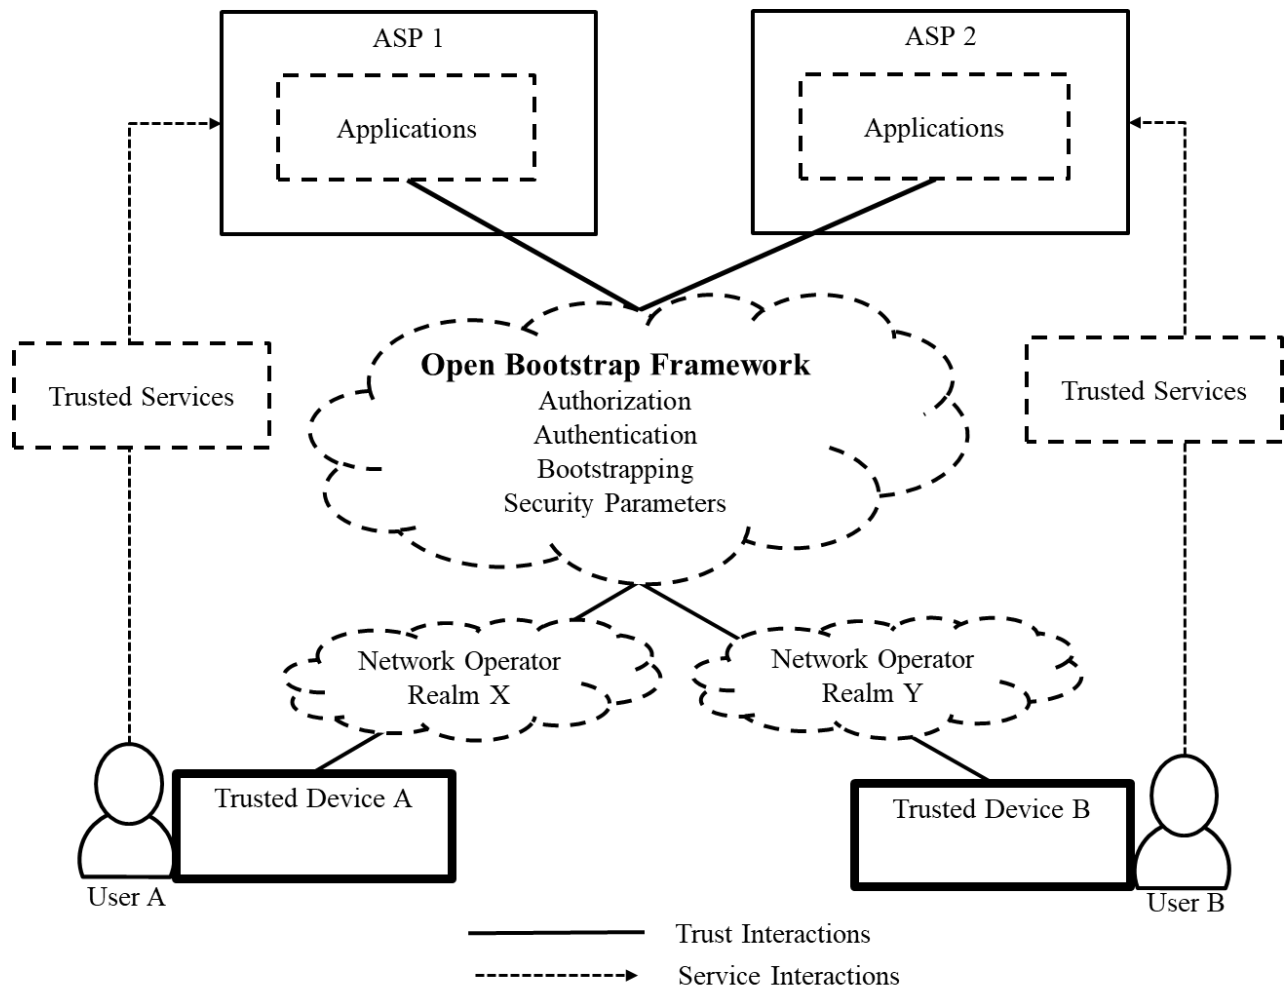 ASP 1
ASP 2
Applications
Applications
Open Bootstrap Framework
Authorization
Authentication
Bootstrapping
Security Parameters
Trusted Services
Trusted Services
Network Operator
Realm X
Network Operator
Realm Y
Trusted Device A
Trusted Device B
User A
User B
Trust Interactions
Service Interactions